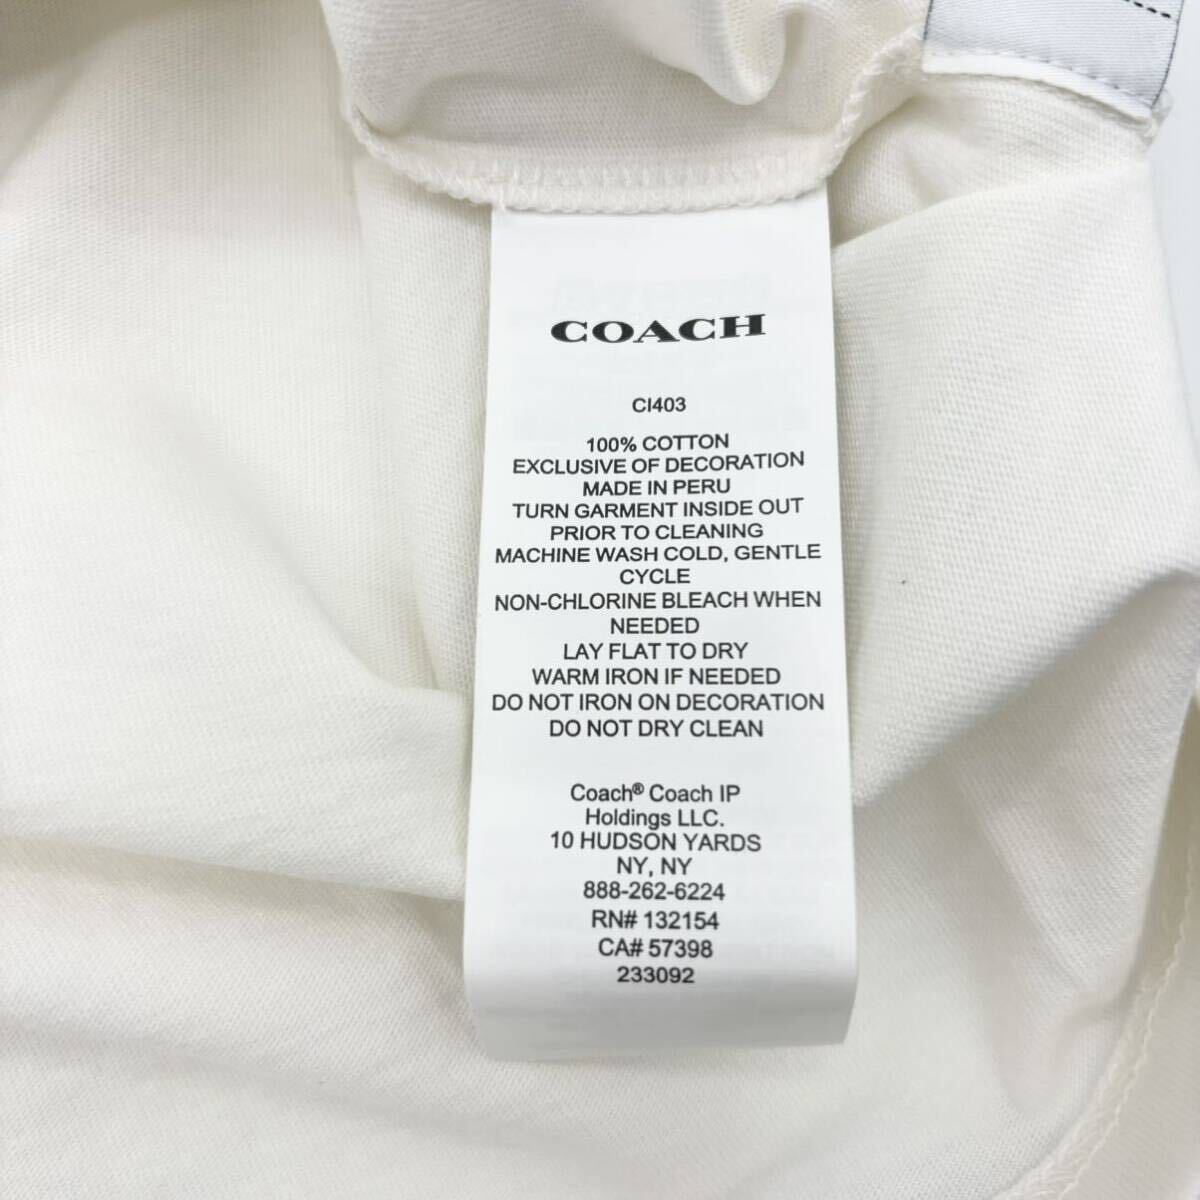 COACH
CI403
100% COTTON
EXCLUSIVE OF DECORATION
MADE IN PERU
TURN GARMENT INSIDE OUT
PRIOR TO CLEANING
MACHINE WASH COLD, GENTLE
CYCLE
NON-CHLORINE BLEACH WHEN
NEEDED
LAY FLAT TO DRY
WARM IRON IF NEEDED
DO NOT IRON ON DECORATION
DO NOT DRY CLEAN
Coach® Coach IP
Holdings LLC.
10 HUDSON YARDS
NY, NY
888-262-6224
RN# 132154
CA# 57398
233092